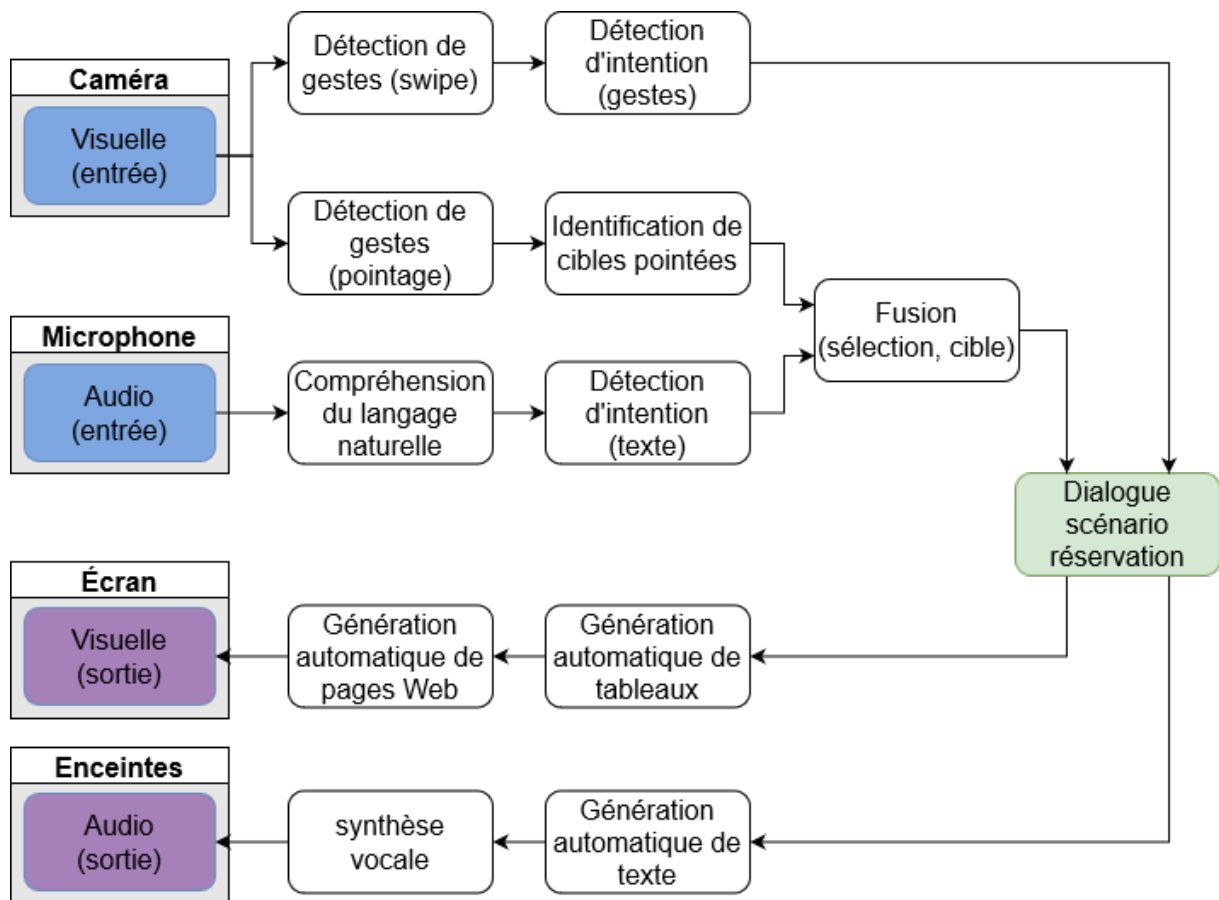 Caméra
Visuelle
(entrée)
Détection de
gestes (swipe)
Détection
d'intention
(gestes)
Détection de
gestes
(pointage)
Identification de
cibles pointées
Fusion
(sélection, cible)
Microphone
Audio
(entrée)
Compréhension
du langage
naturelle
Détection
d'intention
(texte)
Dialogue
scénario
réservation
Écran
Visuelle
(sortie)
Génération
automatique de
pages Web
Génération
automatique de
tableaux
Enceintes
Audio
(sortie)
synthèse
vocale
Génération
automatique de
texte